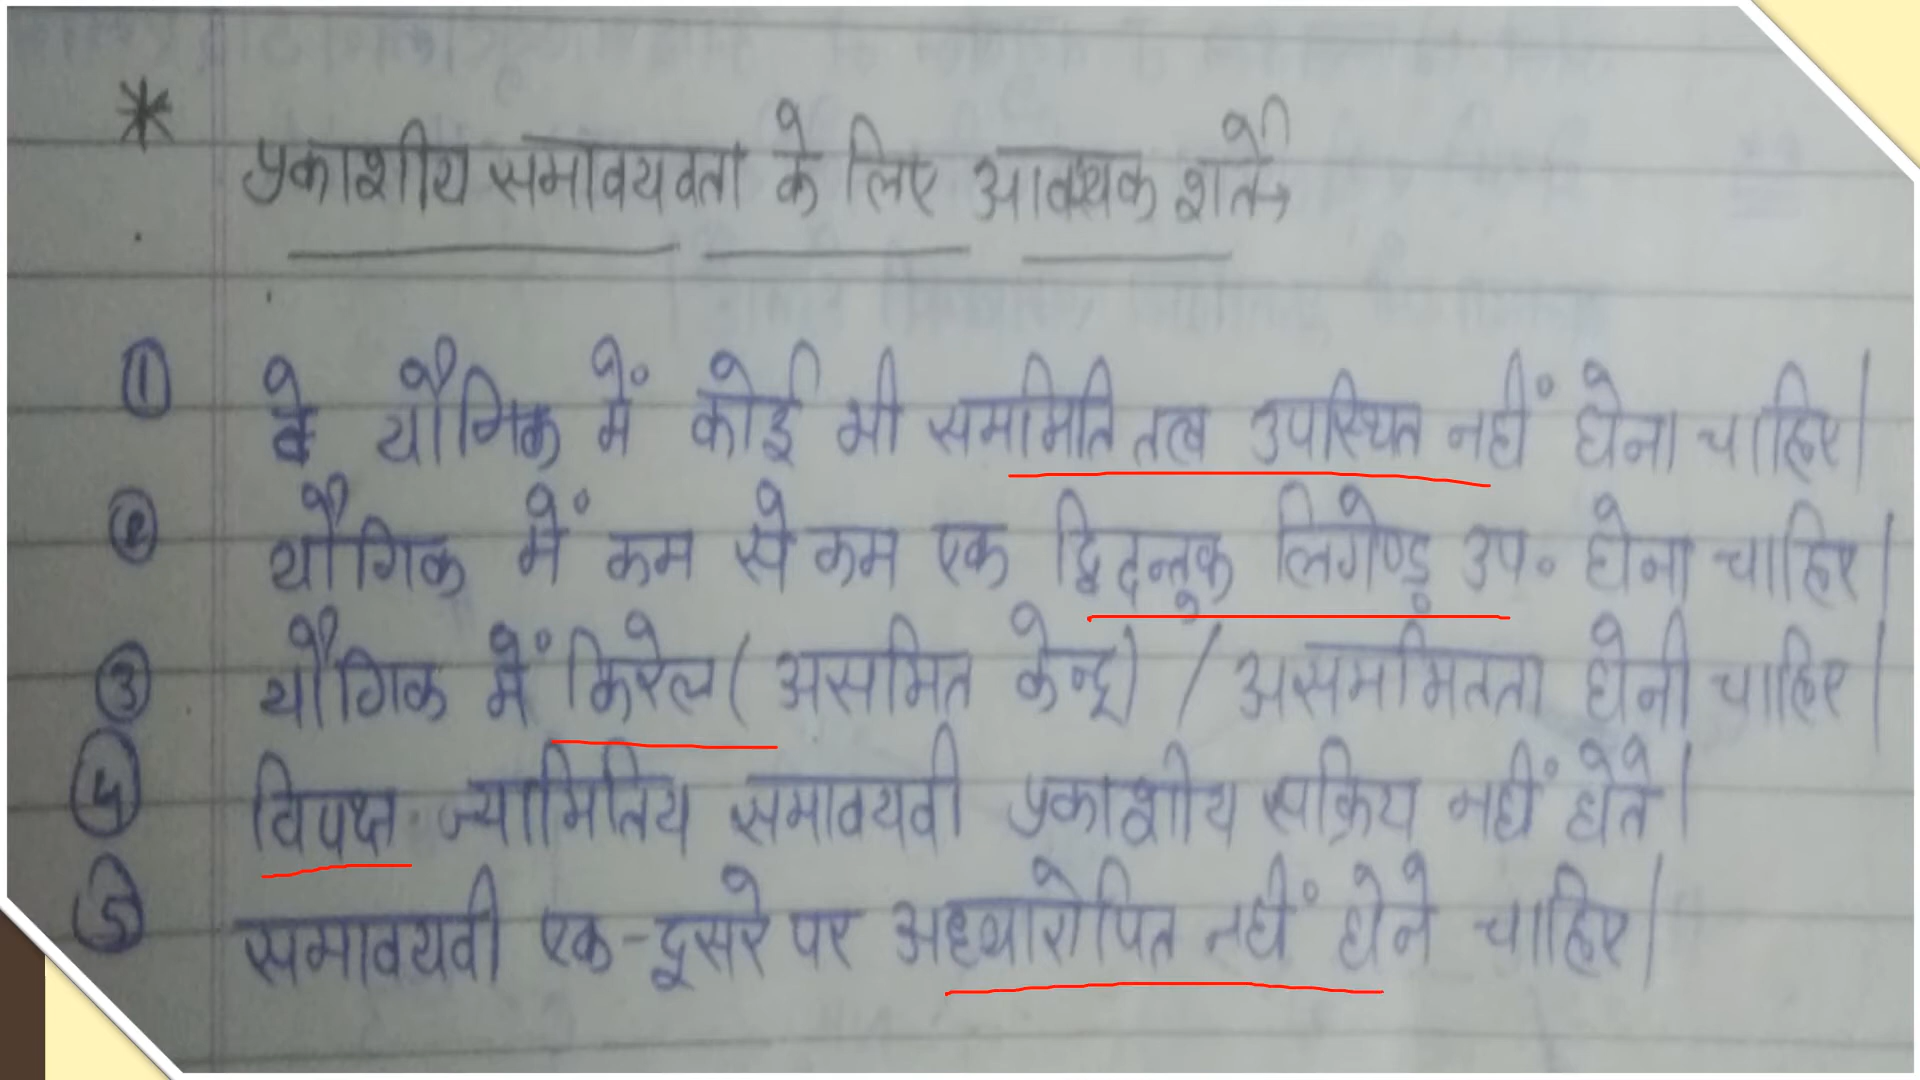 * प्रकाशीय समावयवता के लिए आवश्यक शर्ते →
① यौगिक में कोई भी सममिति तत्व उपस्थित नहीं होना चाहिए।
② यौगिक में कम से कम एक द्विदन्तुक लिगेण्ड उप० होना चाहिए।
③ यौगिक में किरेल (असमित केन्द्र) / असममितता होनी चाहिए।
④ विपक्ष ज्यामितिय समावयवी प्रकाशीय सक्रिय नहीं होते।
⑤ समावयवी एक-दूसरे पर अध्यारोपित नहीं होने चाहिए।